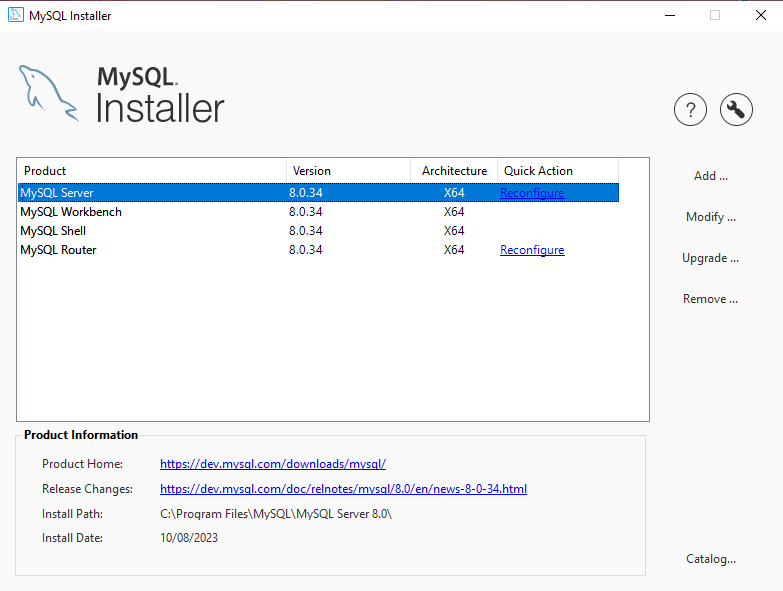 MySQL Installer
MySQL.
Installer
?
Product Version Architecture Quick Action
MySQL Server 8.0.34 X64 Reconfigure
MySQL Workbench 8.0.34 X64
MySQL Shell 8.0.34 X64
MySQL Router 8.0.34 X64 Reconfigure
Add ...
Modify ...
Upgrade ...
Remove ...
Product Information
Product Home: https://dev.mysql.com/downloads/mysql/
Release Changes: https://dev.mysql.com/doc/relnotes/mysql/8.0/en/news-8-0-34.html
Install Path: C:\Program Files\MySQL\MySQL Server 8.0\
Install Date: 10/08/2023
Catalog...